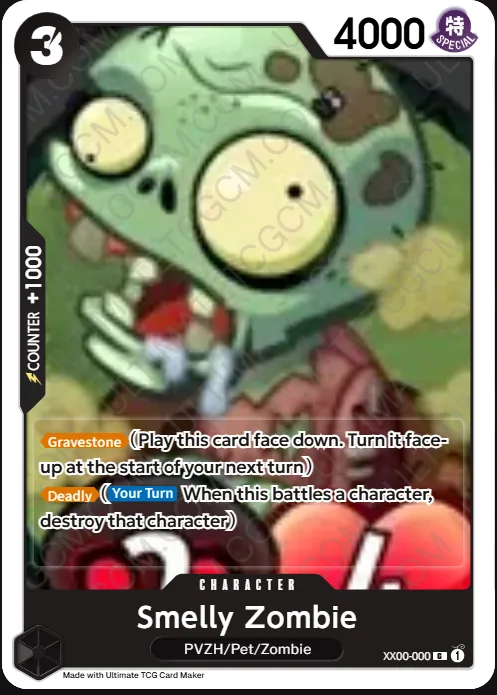 3
4000
特
SPECIAL
COUNTER +1000
Gravestone (Play this card face down. Turn it face-
up at the start of your next turn)
Deadly (Your Turn When this battles a character,
destroy that character)
2
4
CHARACTER
Smelly Zombie
PVZH/Pet/Zombie
XX00-000 C 1
Made with Ultimate TCG Card Maker